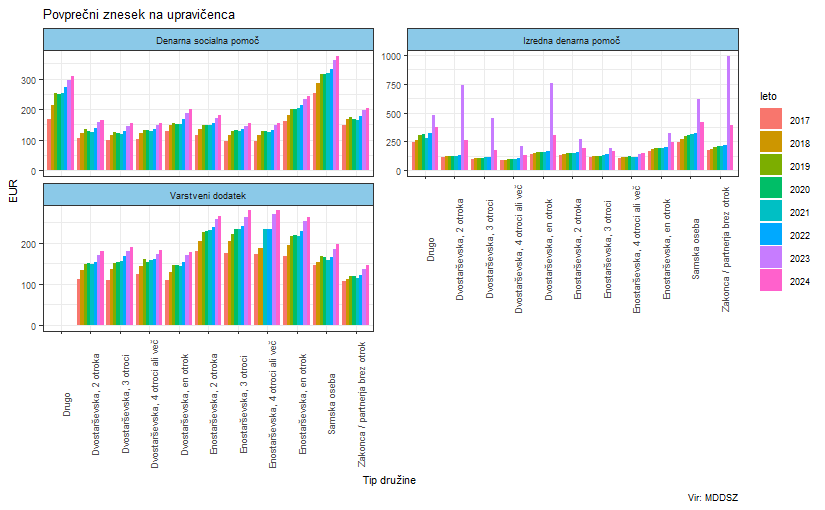 Povprečni znesek na upravičenca
Denarna socialna pomoč
Izredna denarna pomoč
Varstveni dodatek
EUR
300
200
100
0
1000
750
500
250
0
200
100
0
Drugo
Dvostarševska, 2 otroka
Dvostarševska, 3 otroci
Dvostarševska, 4 otroci ali več
Dvostarševska, en otrok
Enostarševska, 2 otroka
Enostarševska, 3 otroci
Enostarševska, 4 otroci ali več
Enostarševska, en otrok
Samska oseba
Zakonca / partnerja brez otrok
Drugo
Dvostarševska, 2 otroka
Dvostarševska, 3 otroci
Dvostarševska, 4 otroci ali več
Dvostarševska, en otrok
Enostarševska, 2 otroka
Enostarševska, 3 otroci
Enostarševska, 4 otroci ali več
Enostarševska, en otrok
Samska oseba
Zakonca / partnerja brez otrok
Tip družine
leto
2017
2018
2019
2020
2021
2022
2023
2024
Vir: MDDSZ